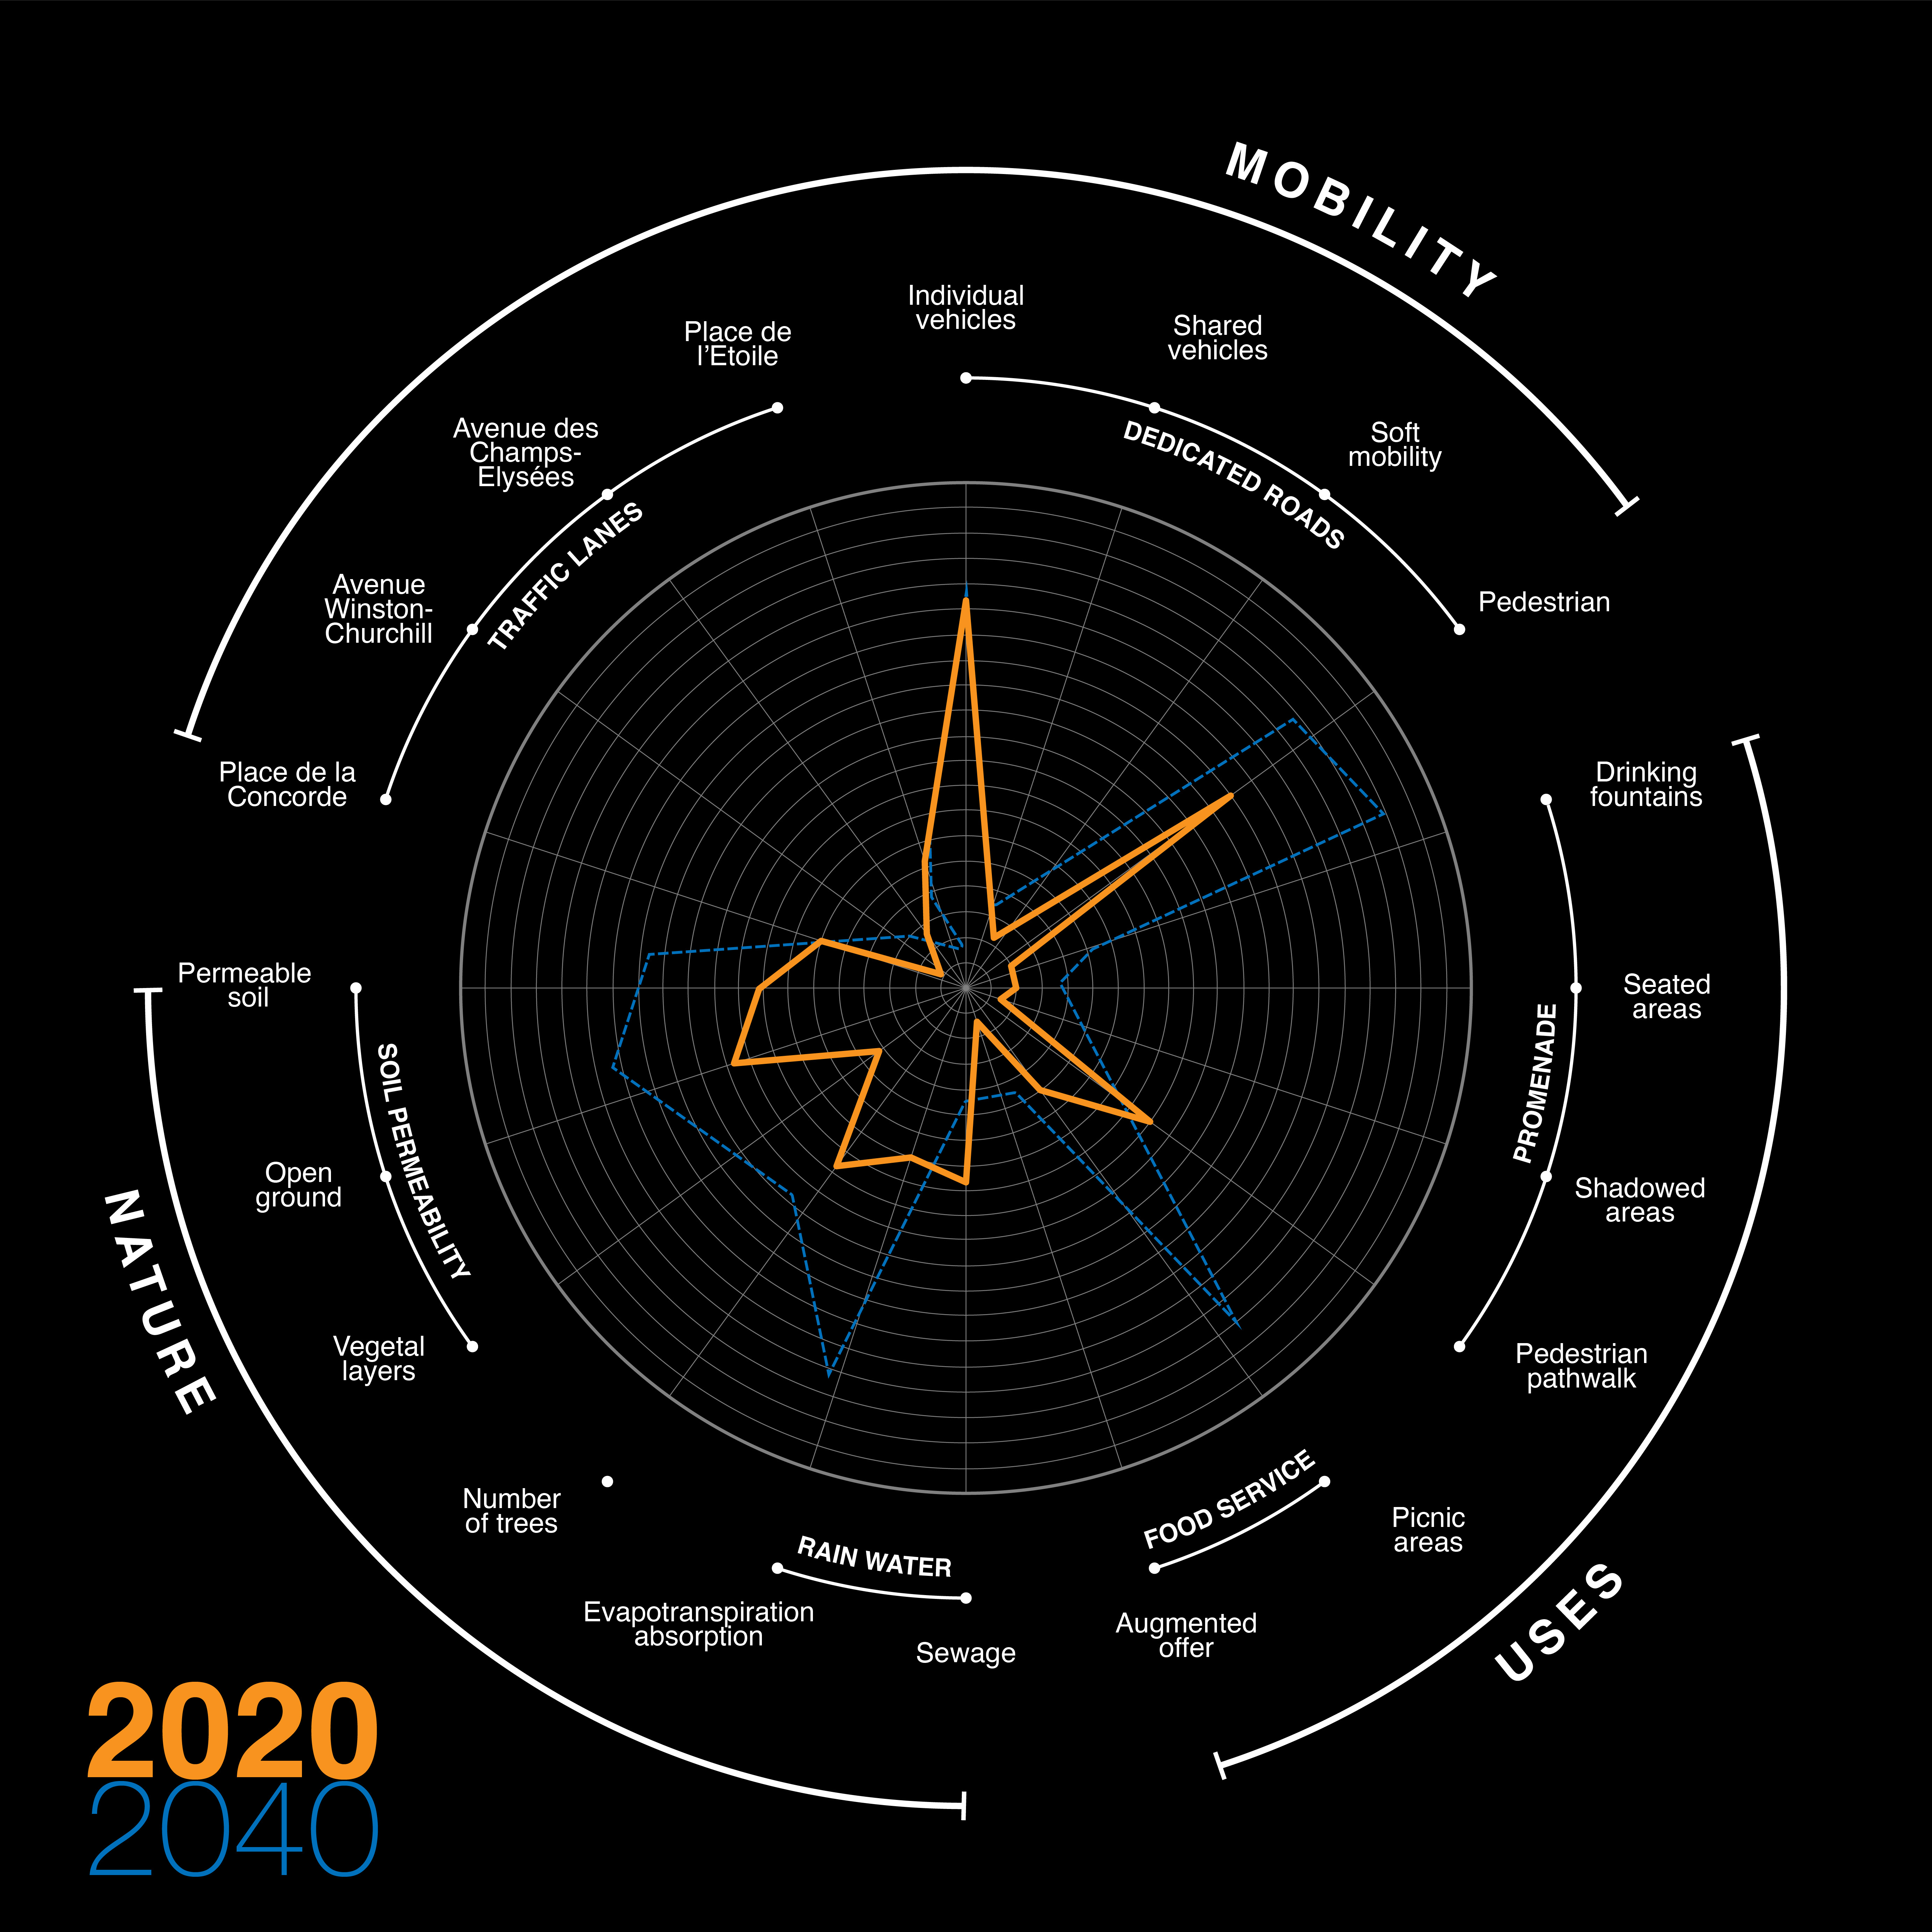 MOBILITY
Individual
vehicles
Shared
vehicles
Place de
l’Etoile
Soft
mobility
Avenue des
Champs-
Elysées
DEDICATED ROADS
TRAFFIC LANES
Avenue
Winston-
Churchill
Pedestrian
Place de la
Concorde
Drinking
fountains
Permeable
soil
Seated
areas
PROMENADE
SOIL PERMEABILITY
Open
ground
Shadowed
areas
NATURE
Vegetal
layers
Pedestrian
pathwalk
Number
of trees
FOOD SERVICE
Picnic
areas
RAIN WATER
Evapotranspiration
absorption
Sewage
Augmented
offer
USES
2020
2040